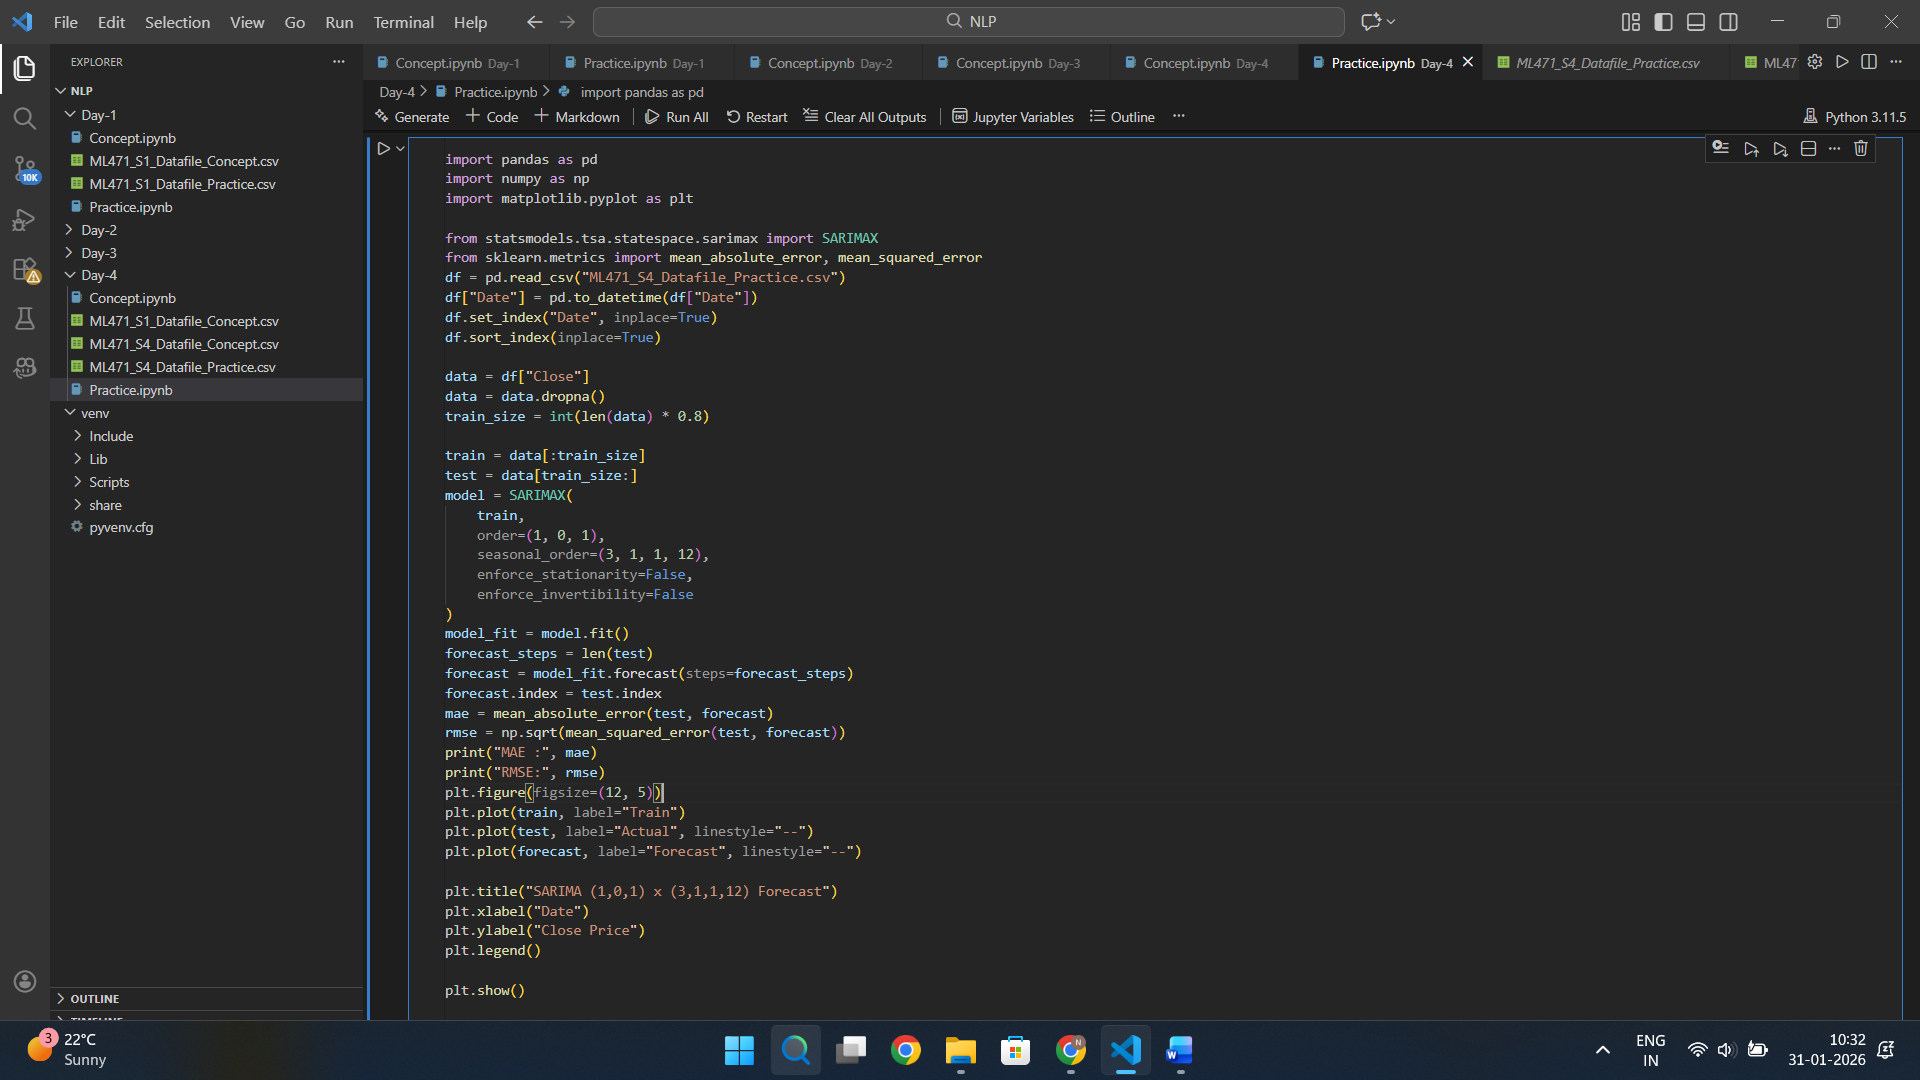 File Edit Selection View Go Run Terminal Help
NLP
EXPLORER
NLP
Day-1
Concept.ipynb
ML471_S1_Datafile_Concept.csv
ML471_S1_Datafile_Practice.csv
Practice.ipynb
Day-2
Day-3
Day-4
Concept.ipynb
ML471_S1_Datafile_Concept.csv
ML471_S4_Datafile_Concept.csv
ML471_S4_Datafile_Practice.csv
Practice.ipynb
venv
Include
Lib
Scripts
share
pyvenv.cfg
OUTLINE
10K
Concept.ipynb Day-1
Practice.ipynb Day-1
Concept.ipynb Day-2
Concept.ipynb Day-3
Concept.ipynb Day-4
Practice.ipynb Day-4
ML471_S4_Datafile_Practice.csv
ML47
Day-4 > Practice.ipynb > import pandas as pd
Generate + Code + Markdown Run All Restart Clear All Outputs Jupyter Variables Outline ...
Python 3.11.5
import pandas as pd
import numpy as np
import matplotlib.pyplot as plt
from statsmodels.tsa.statespace.sarimax import SARIMAX
from sklearn.metrics import mean_absolute_error, mean_squared_error
df = pd.read_csv("ML471_S4_Datafile_Practice.csv")
df["Date"] = pd.to_datetime(df["Date"])
df.set_index("Date", inplace=True)
df.sort_index(inplace=True)
data = df["Close"]
data = data.dropna()
train_size = int(len(data) * 0.8)
train = data[:train_size]
test = data[train_size:]
model = SARIMAX(
train,
order=(1, 0, 1),
seasonal_order=(3, 1, 1, 12),
enforce_stationarity=False,
enforce_invertibility=False
)
model_fit = model.fit()
forecast_steps = len(test)
forecast = model_fit.forecast(steps=forecast_steps)
forecast.index = test.index
mae = mean_absolute_error(test, forecast)
rmse = np.sqrt(mean_squared_error(test, forecast))
print("MAE :", mae)
print("RMSE:", rmse)
plt.figure(figsize=(12, 5))
plt.plot(train, label="Train")
plt.plot(test, label="Actual", linestyle="--")
plt.plot(forecast, label="Forecast", linestyle="--")
plt.title("SARIMA (1,0,1) x (3,1,1,12) Forecast")
plt.xlabel("Date")
plt.ylabel("Close Price")
plt.legend()
plt.show()
3
22°C
Sunny
N
W
ENG
IN
10:32
31-01-2026